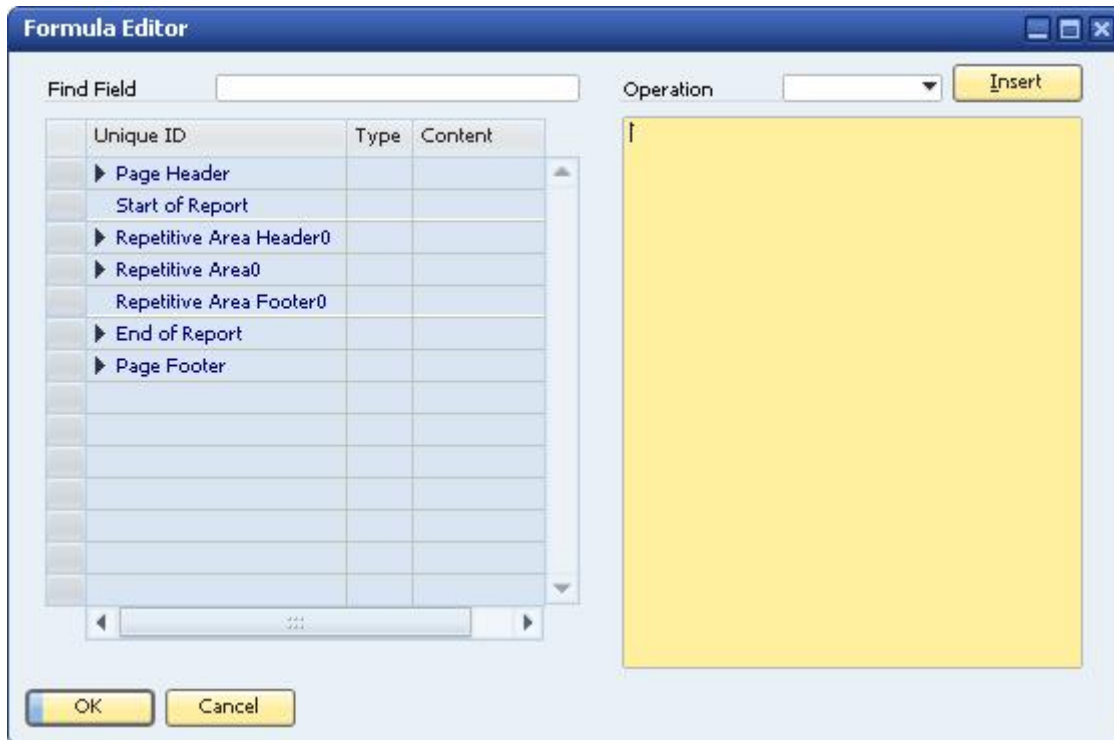 Formula Editor
Find Field
Operation
Insert
Unique ID Type Content
Page Header
Start of Report
Repetitive Area Header0
Repetitive Area0
Repetitive Area Footer0
End of Report
Page Footer
OK Cancel